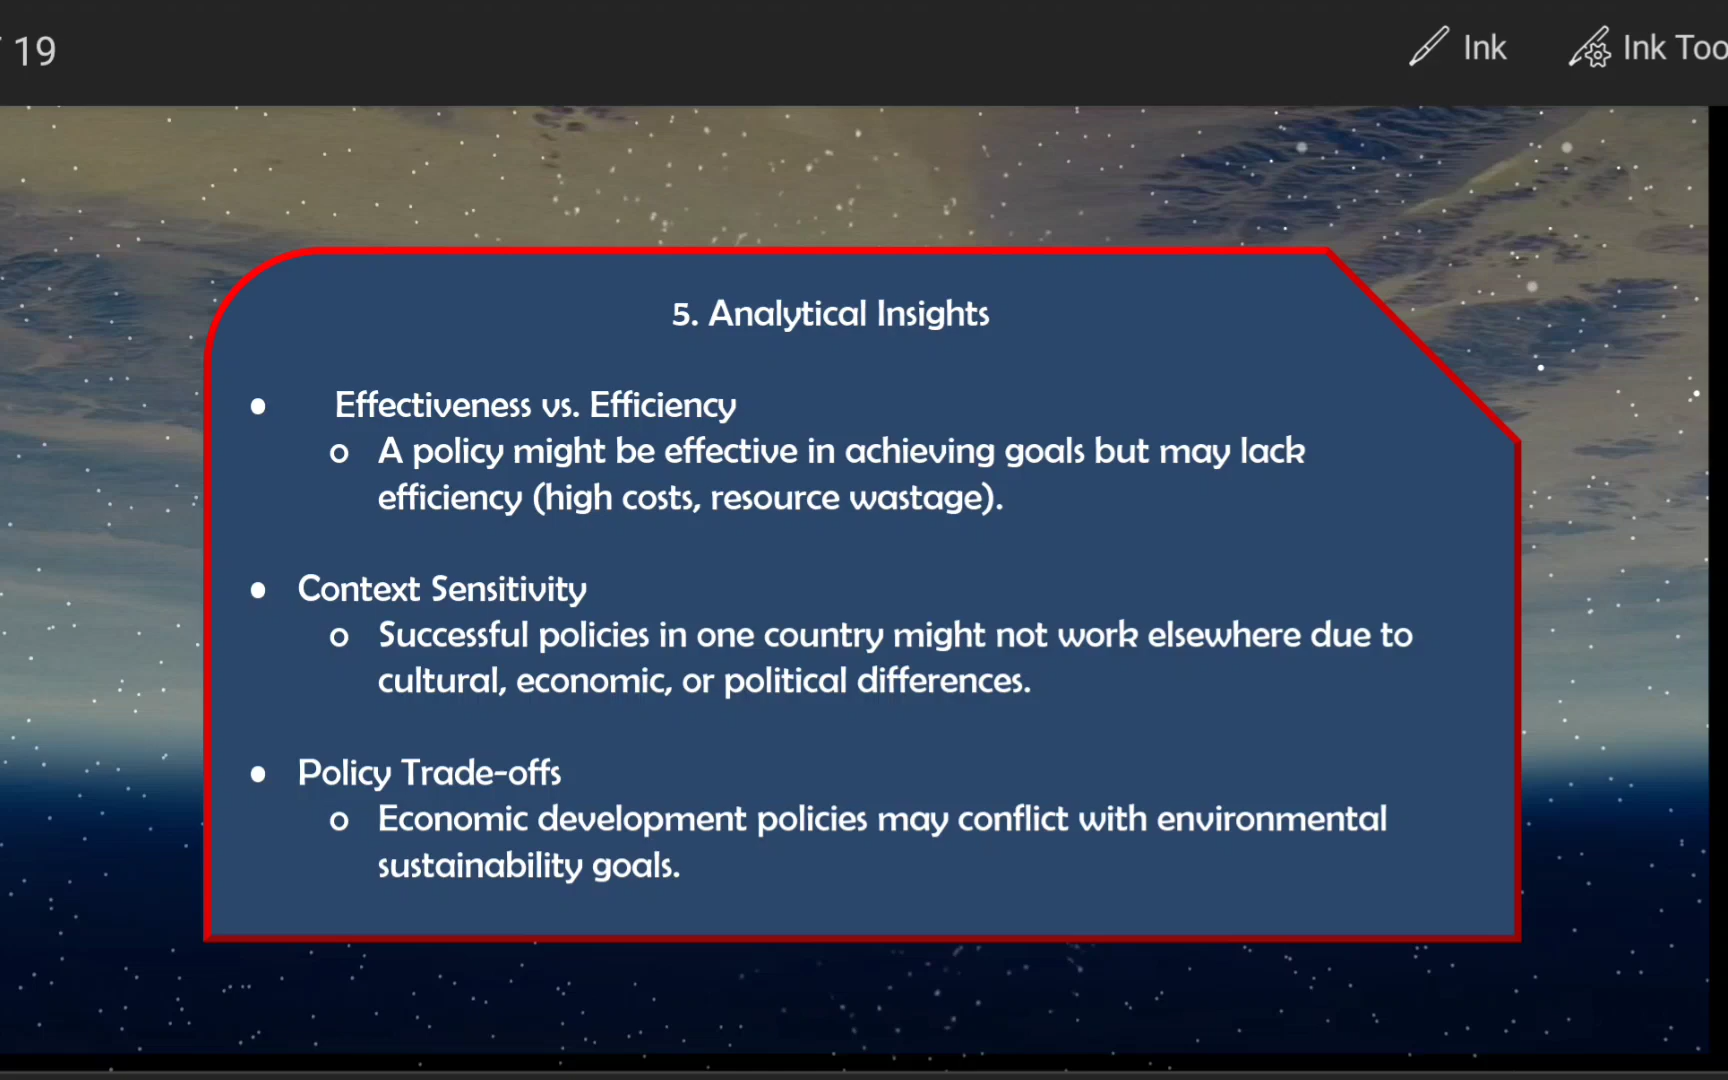 19
Ink
Ink Too
5. Analytical Insights
● Effectiveness vs. Efficiency
o A policy might be effective in achieving goals but may lack
efficiency (high costs, resource wastage).
● Context Sensitivity
o Successful policies in one country might not work elsewhere due to
cultural, economic, or political differences.
● Policy Trade-offs
o Economic development policies may conflict with environmental
sustainability goals.